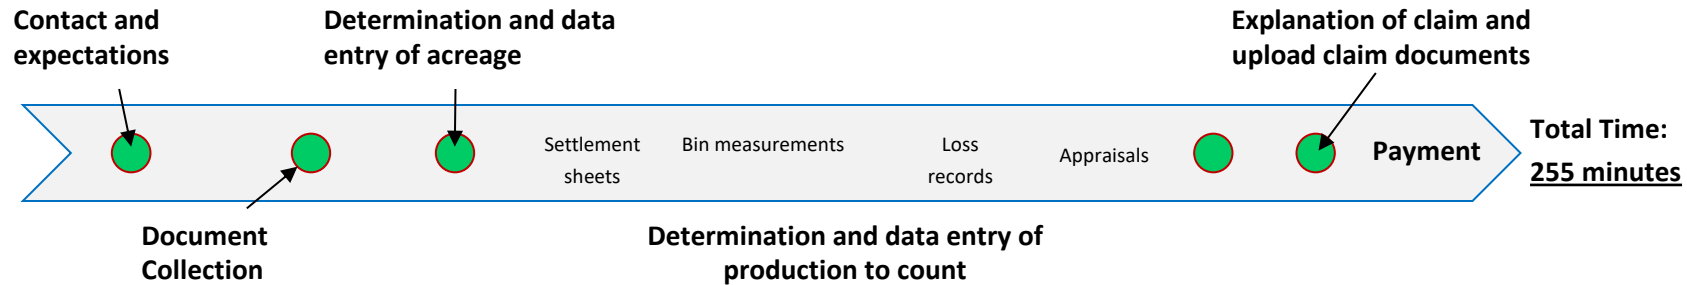 Contact and
expectations
Determination and data
entry of acreage
Explanation of claim and
upload claim documents
Settlement
sheets
Bin measurements
Loss
records
Appraisals
Payment
Total Time:
255 minutes
Document
Collection
Determination and data entry of
production to count